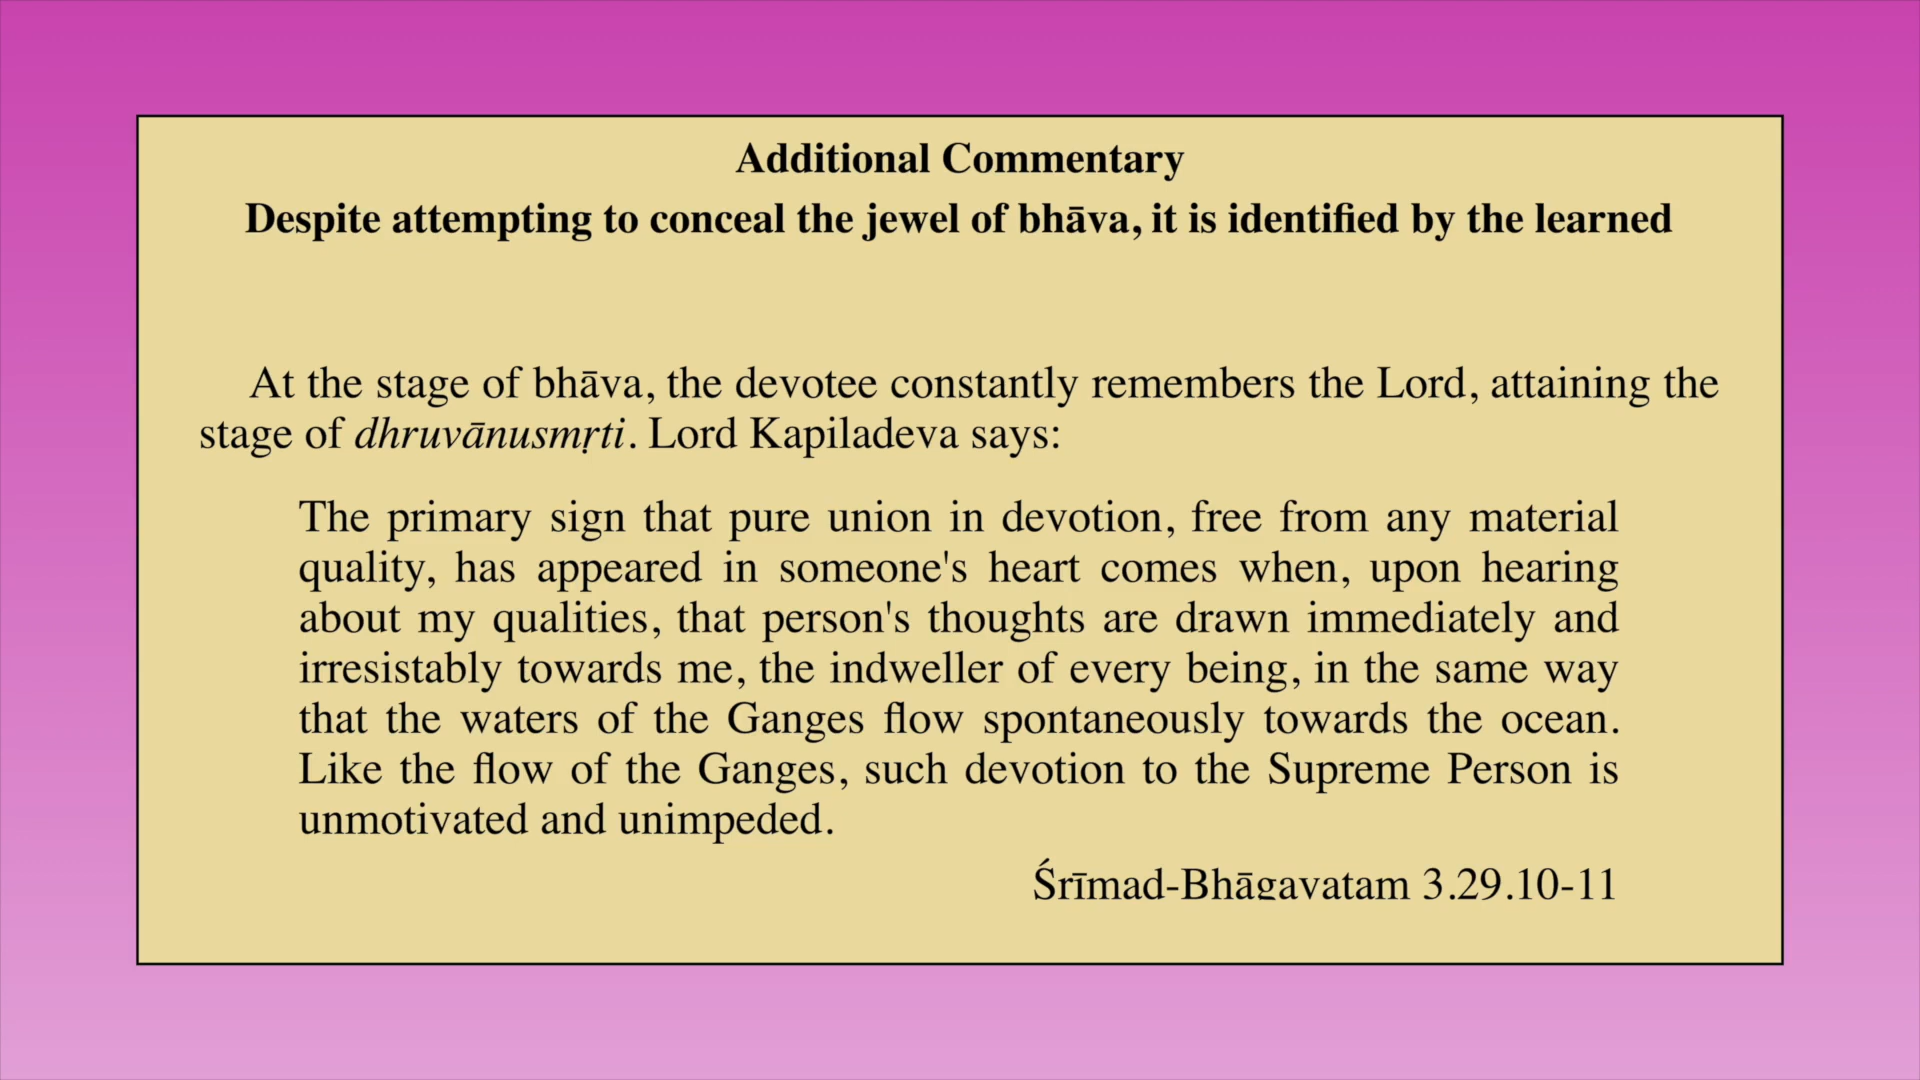 Additional Commentary
Despite attempting to conceal the jewel of bhāva, it is identified by the learned
At the stage of bhāva, the devotee constantly remembers the Lord, attaining the
stage of dhruvānusmṛti. Lord Kapiladeva says:
The primary sign that pure union in devotion, free from any material
quality, has appeared in someone's heart comes when, upon hearing
about my qualities, that person's thoughts are drawn immediately and
irresistably towards me, the indweller of every being, in the same way
that the waters of the Ganges flow spontaneously towards the ocean.
Like the flow of the Ganges, such devotion to the Supreme Person is
unmotivated and unimpeded.
Śrīmad-Bhāgavatam 3.29.10-11